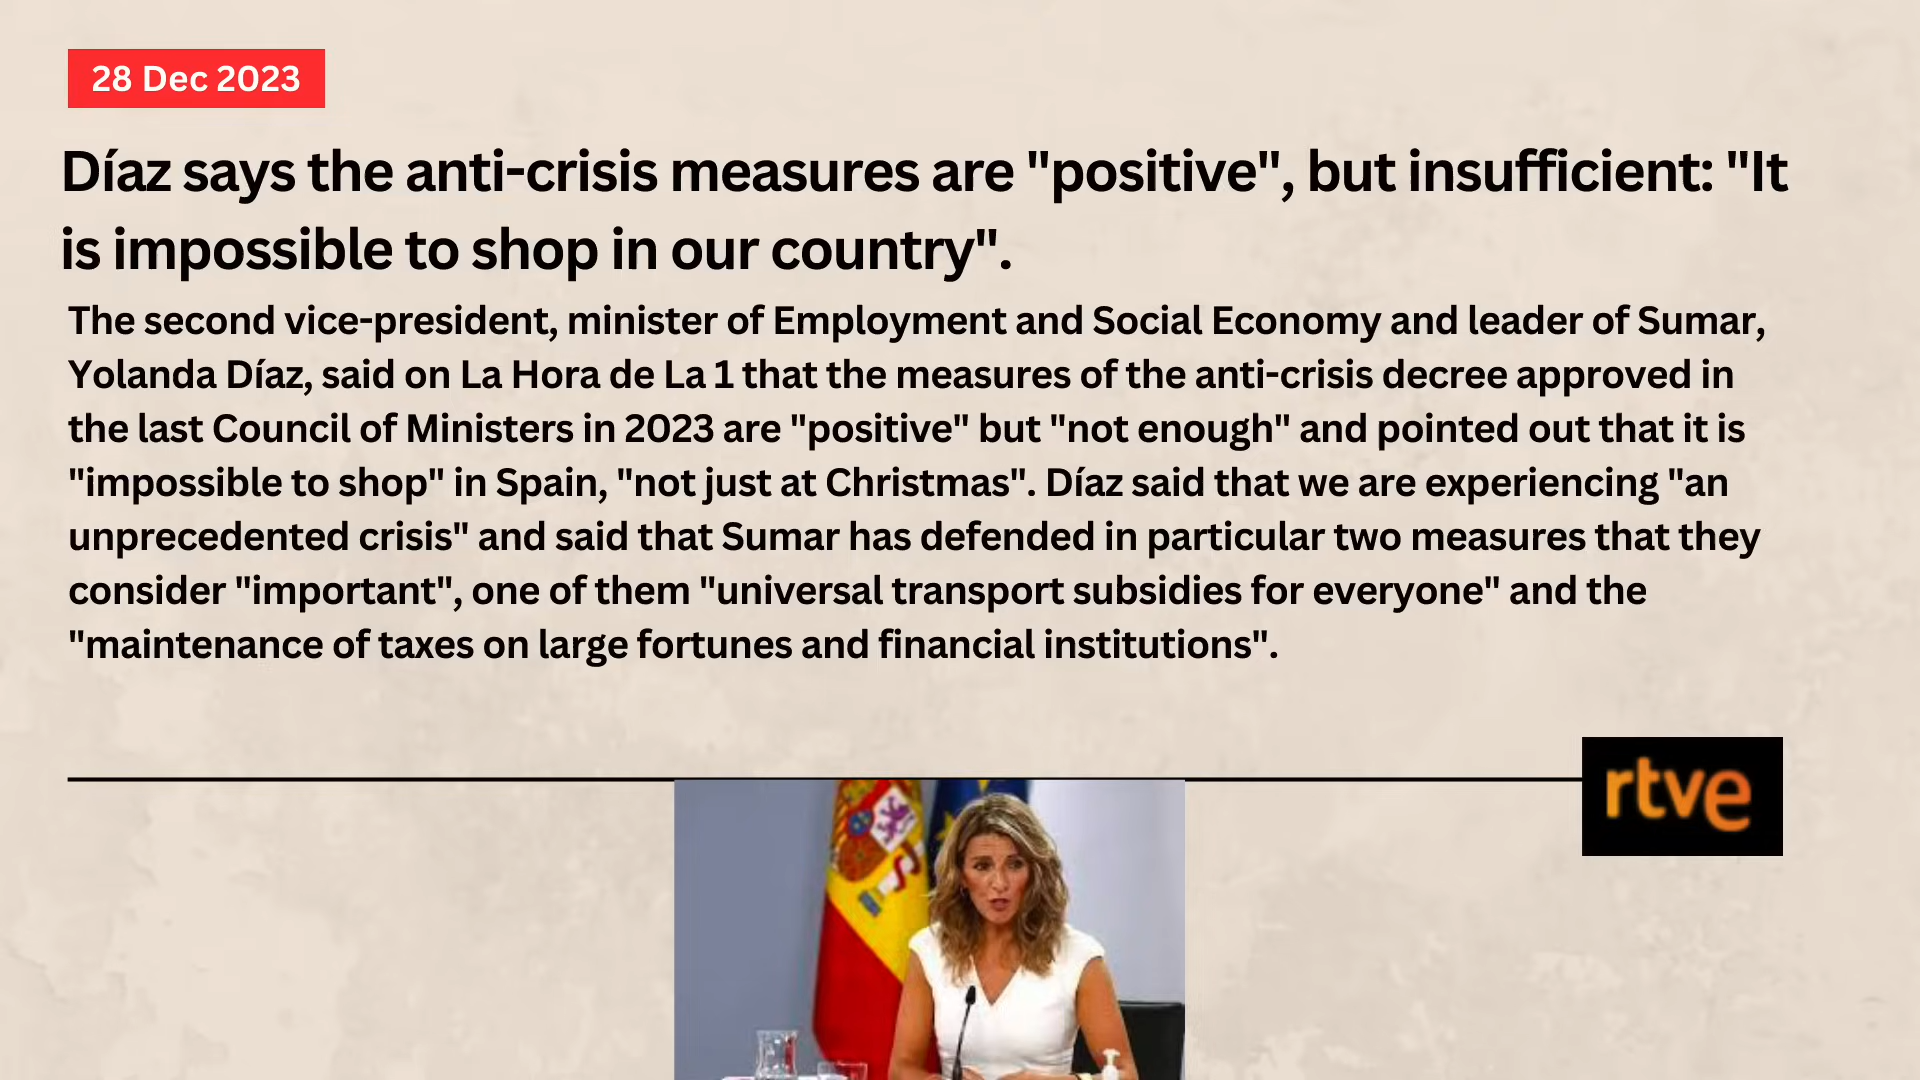 28 Dec 2023
Díaz says the anti-crisis measures are "positive", but insufficient: "It
is impossible to shop in our country".
The second vice-president, minister of Employment and Social Economy and leader of Sumar,
Yolanda Díaz, said on La Hora de La 1 that the measures of the anti-crisis decree approved in
the last Council of Ministers in 2023 are "positive" but "not enough" and pointed out that it is
"impossible to shop" in Spain, "not just at Christmas". Díaz said that we are experiencing "an
unprecedented crisis" and said that Sumar has defended in particular two measures that they
consider "important", one of them "universal transport subsidies for everyone" and the
"maintenance of taxes on large fortunes and financial institutions".
rtve